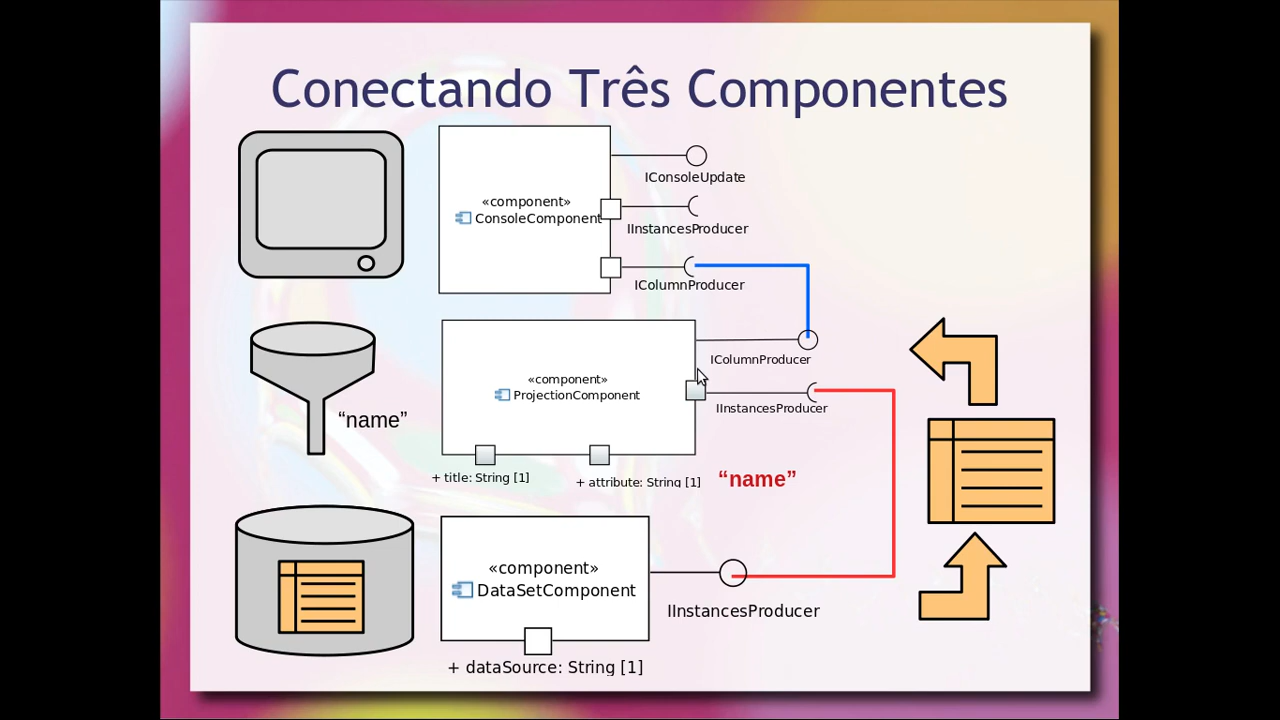 Conectando Três Componentes
IConsoleUpdate
«component»
ConsoleComponent
IInstancesProducer
IColumnProducer
IColumnProducer
«component»
ProjectionComponent
IInstancesProducer
“name”
+ title: String [1]
+ attribute: String [1]
“name”
«component»
DataSetComponent
IInstancesProducer
+ dataSource: String [1]